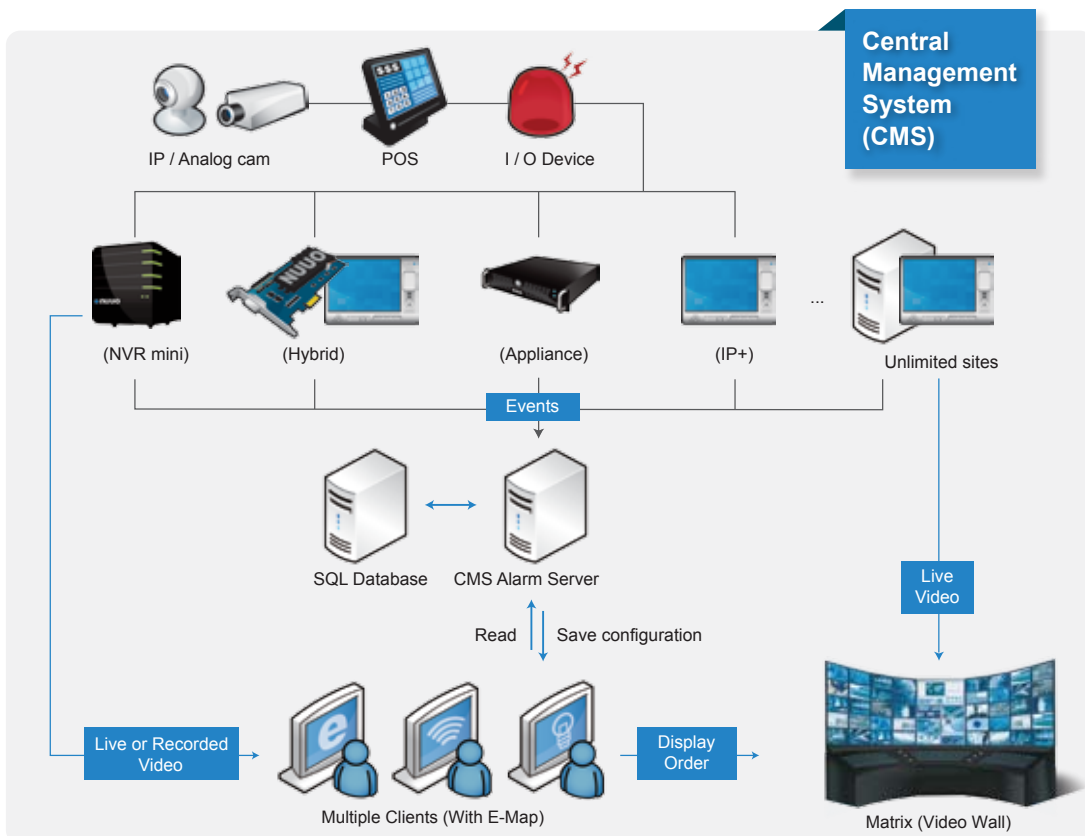 Central
Management
System
(CMS)
IP / Analog cam
POS
I / O Device
$$$
nuuo
NUUO
...
(NVR mini)
(Hybrid)
(Appliance)
(IP+)
Unlimited sites
Events
SQL Database
CMS Alarm Server
Live
Video
Read
Save configuration
Live or Recorded
Video
e
Display
Order
Multiple Clients (With E-Map)
Matrix (Video Wall)